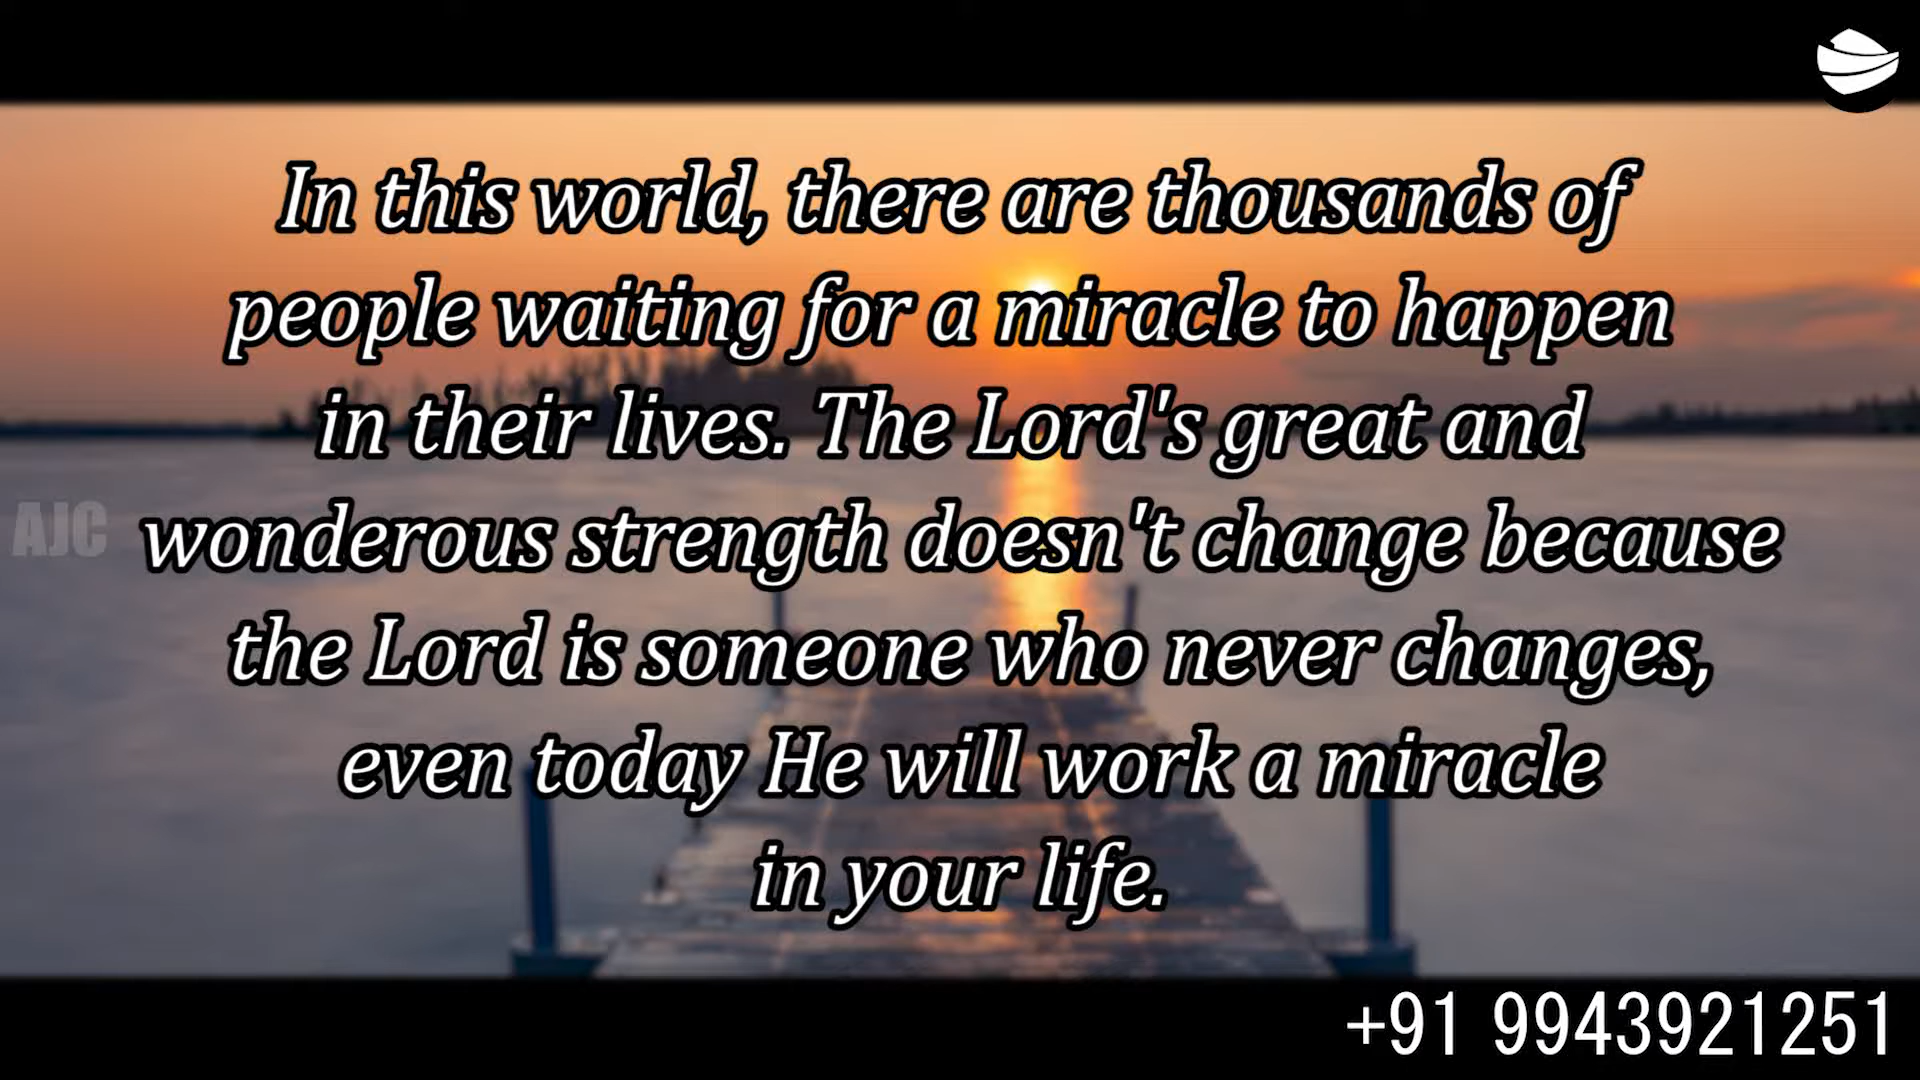 In this world, there are thousands of
people waiting for a miracle to happen
in their lives. The Lord's great and
wonderous strength doesn't change because
the Lord is someone who never changes,
even today He will work a miracle
in your life.
AJC
+91 9943921251